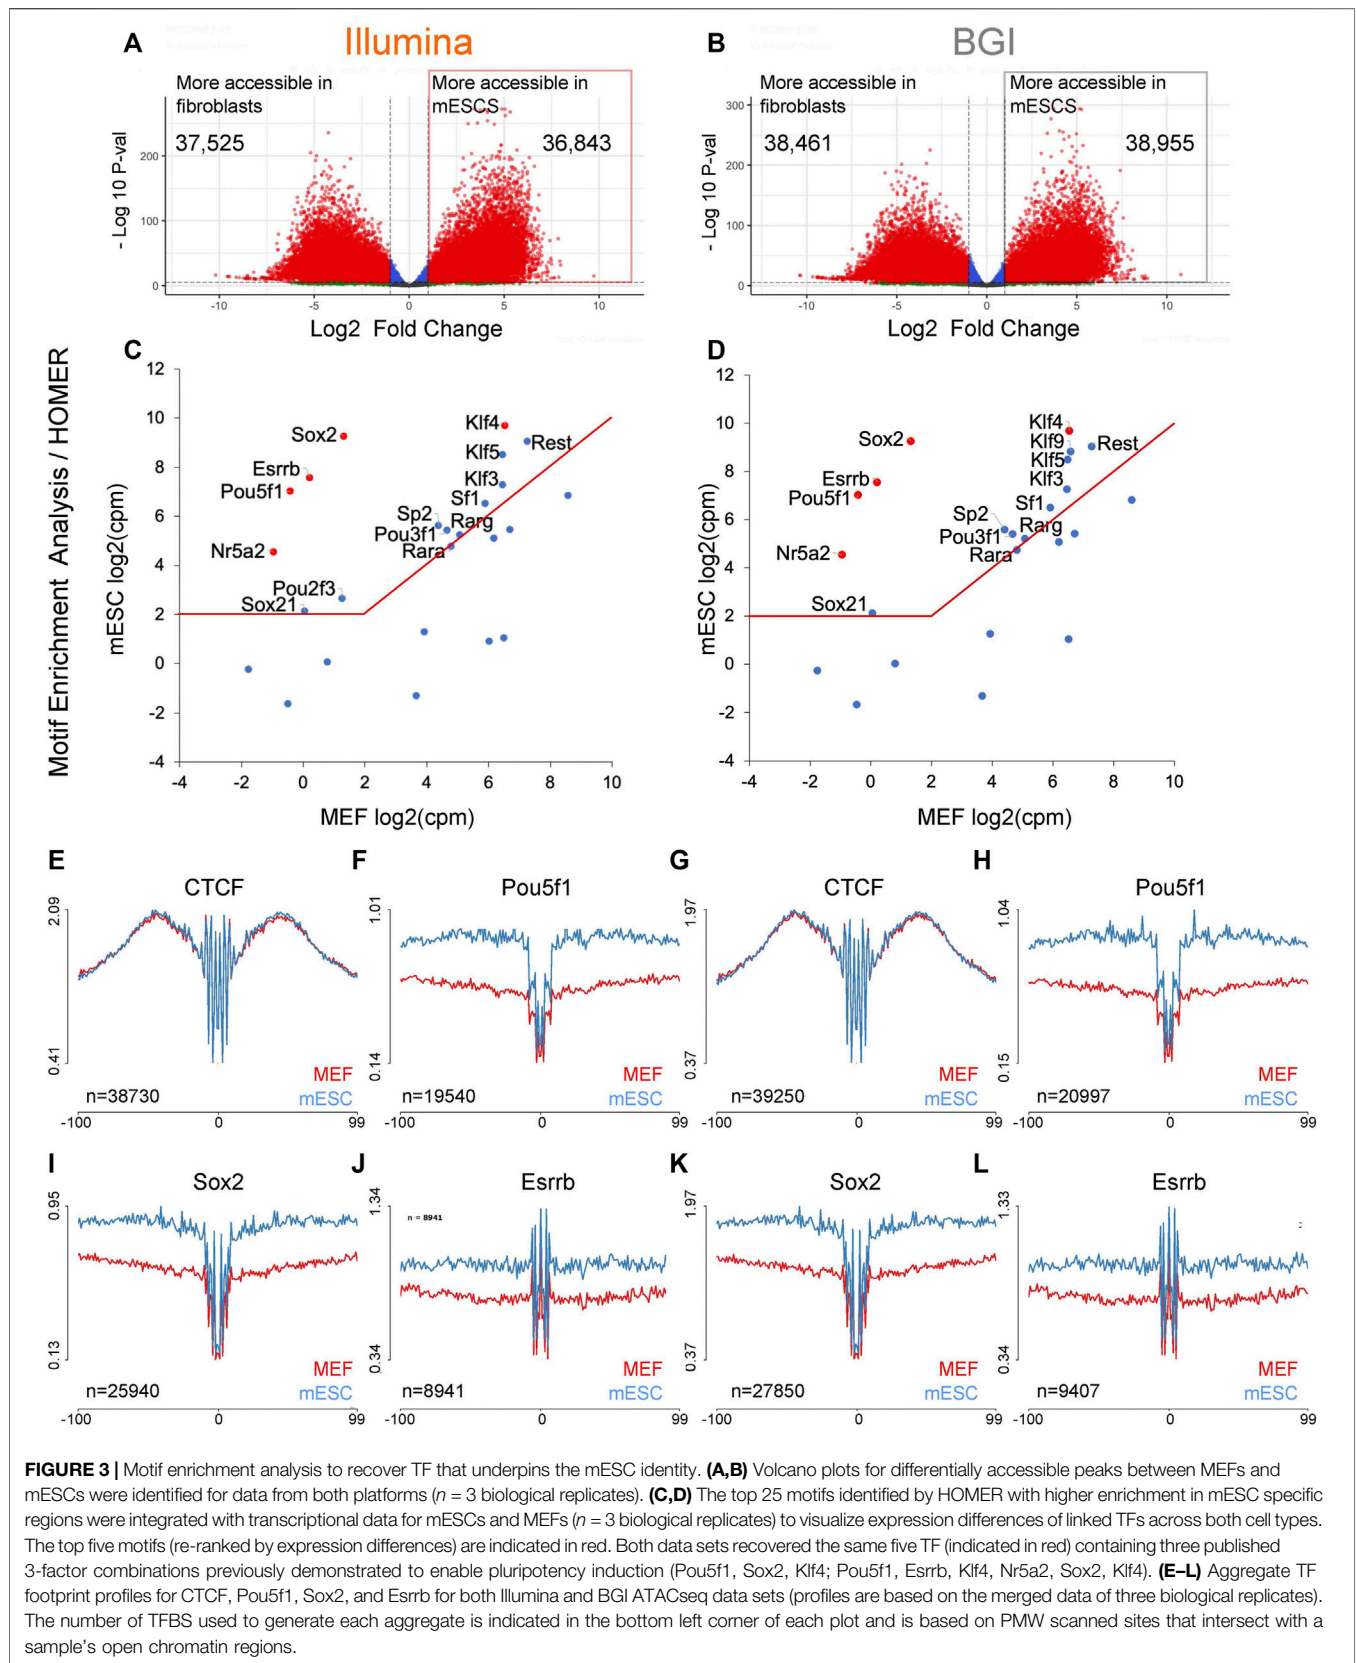 A
Illumina
More accessible in
fibroblasts
37,525
More accessible in
mESCS
36,843
- Log 10 P-val
200
100
0
-10
-5
0
5
10
Log2 Fold Change
B
BGI
More accessible in
fibroblasts
38,461
More accessible in
mESCS
38,955
- Log 10 P-val
300
200
100
0
-10
-5
0
5
10
Log2 Fold Change
Motif Enrichment Analysis / HOMER
C
12
10
8
6
4
2
0
-2
-4
mESC log2(cpm)
Sox2
Esrrb
Pou5f1
Nr5a2
Pou2f3
Sox21
Klf4
Rest
Klf5
Klf3
Sf1
Sp2
Rarg
Pou3f1
Rara
-4
-2
0
2
4
6
8
10
MEF log2(cpm)
D
12
10
8
6
4
2
0
-2
-4
mESC log2(cpm)
Sox2
Esrrb
Pou5f1
Nr5a2
Sox21
Klf4
Klf9
Rest
Klf5
Klf3
Sf1
Sp2
Rarg
Pou3f1
Rara
-4
-2
0
2
4
6
8
10
MEF log2(cpm)
E
CTCF
2.09
0.41
MEF
n=38730
mESC
-100
0
99
F
Pou5f1
1.01
0.14
MEF
n=19540
mESC
-100
0
99
G
CTCF
1.97
0.37
MEF
n=39250
mESC
-100
0
99
H
Pou5f1
1.04
0.15
MEF
n=20997
mESC
-100
0
99
I
Sox2
0.95
0.13
MEF
n=25940
mESC
-100
0
99
J
Esrrb
1.34
n = 8941
0.34
MEF
n=8941
mESC
-100
0
99
K
Sox2
1.97
0.37
MEF
n=27850
mESC
-100
0
99
L
Esrrb
1.33
0.34
MEF
n=9407
mESC
-100
0
99
FIGURE 3 | Motif enrichment analysis to recover TF that underpins the mESC identity. (A,B) Volcano plots for differentially accessible peaks between MEFs and
mESCs were identified for data from both platforms (n = 3 biological replicates). (C,D) The top 25 motifs identified by HOMER with higher enrichment in mESC specific
regions were integrated with transcriptional data for mESCs and MEFs (n = 3 biological replicates) to visualize expression differences of linked TFs across both cell types.
The top five motifs (re-ranked by expression differences) are indicated in red. Both data sets recovered the same five TF (indicated in red) containing three published
3-factor combinations previously demonstrated to enable pluripotency induction (Pou5f1, Sox2, Klf4; Pou5f1, Esrrb, Klf4, Nr5a2, Sox2, Klf4). (E–L) Aggregate TF
footprint profiles for CTCF, Pou5f1, Sox2, and Esrrb for both Illumina and BGI ATACseq data sets (profiles are based on the merged data of three biological replicates).
The number of TFBS used to generate each aggregate is indicated in the bottom left corner of each plot and is based on PMW scanned sites that intersect with a
sample's open chromatin regions.